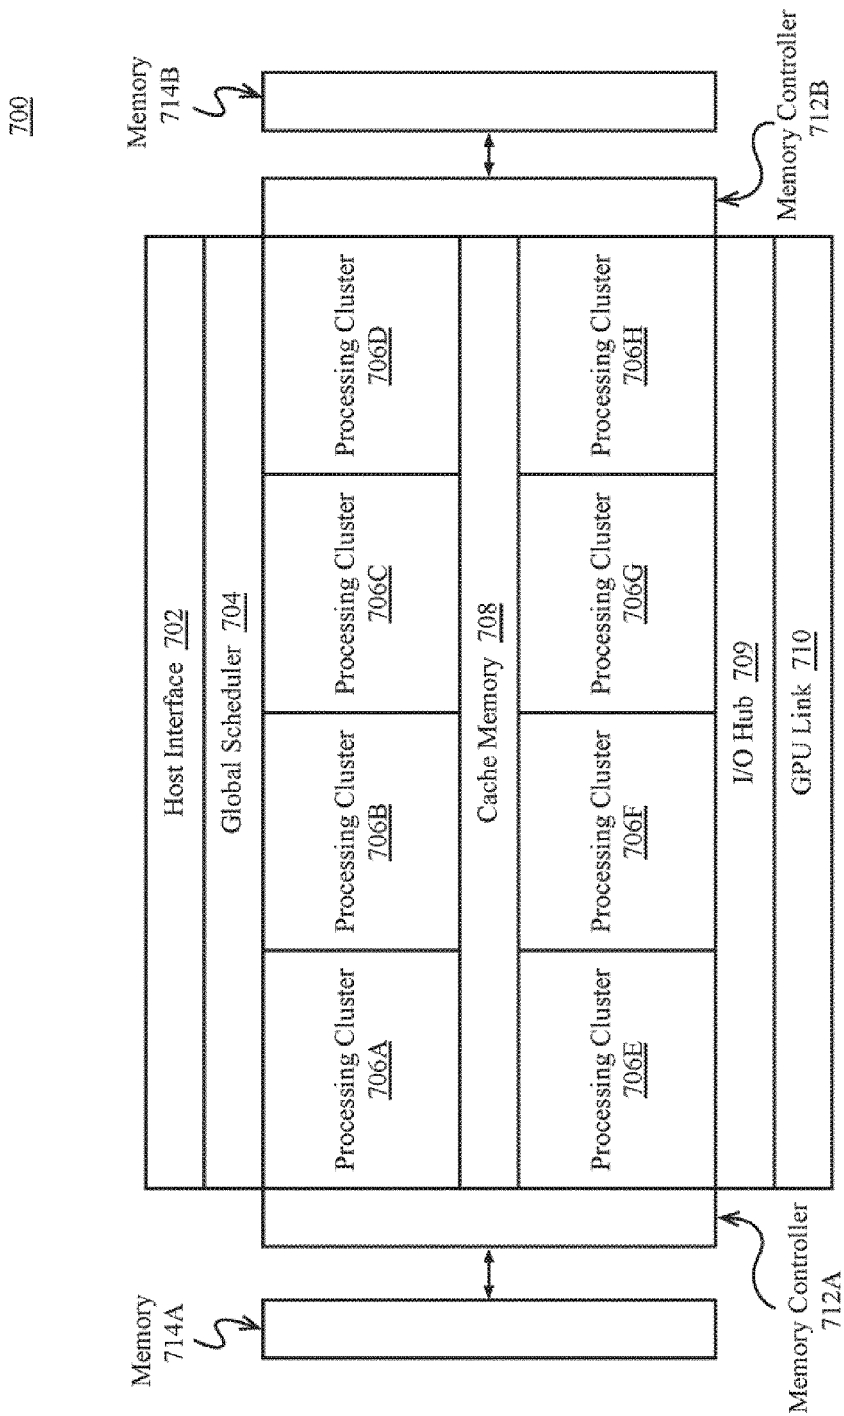 700
Memory
714A
Memory
714B
Host Interface 702
Global Scheduler 704
Processing Cluster
706A
Processing Cluster
706B
Processing Cluster
706C
Processing Cluster
706D
Cache Memory 708
Processing Cluster
706E
Processing Cluster
706F
Processing Cluster
706G
Processing Cluster
706H
I/O Hub 709
GPU Link 710
Memory Controller
712A
Memory Controller
712B